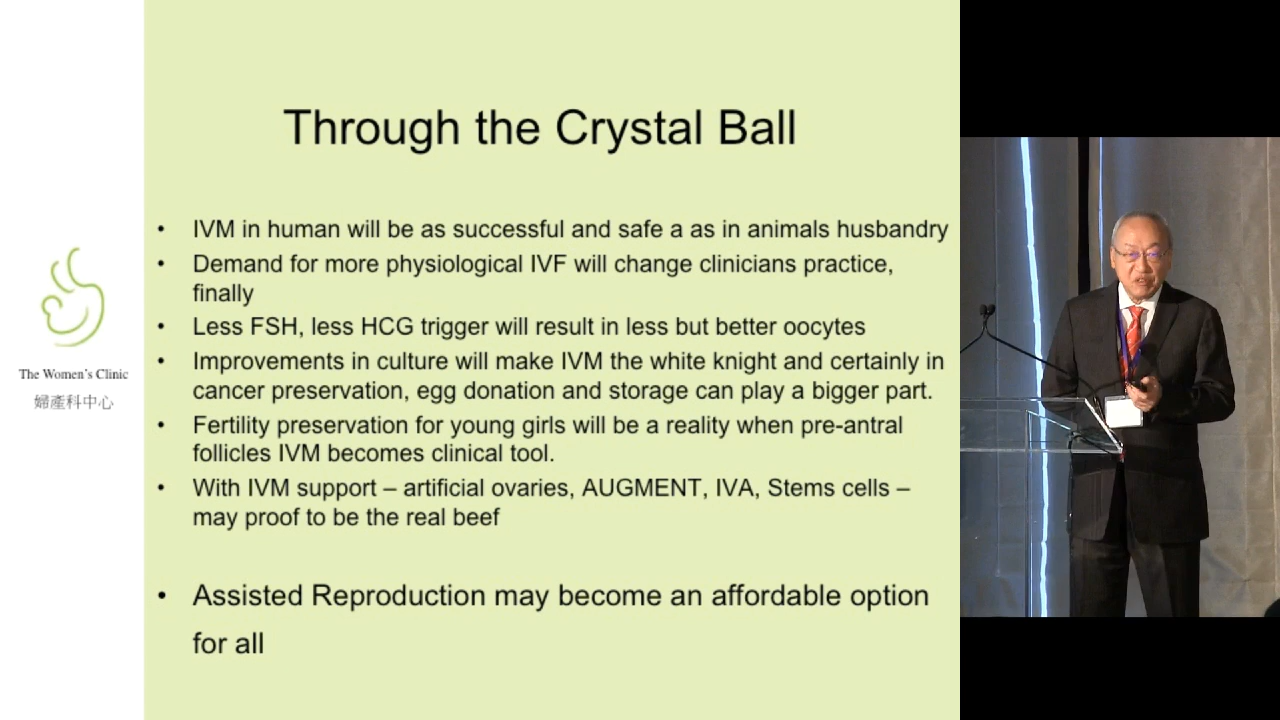 Through the Crystal Ball
• IVM in human will be as successful and safe a as in animals husbandry
• Demand for more physiological IVF will change clinicians practice,
finally
• Less FSH, less HCG trigger will result in less but better oocytes
• Improvements in culture will make IVM the white knight and certainly in
cancer preservation, egg donation and storage can play a bigger part.
• Fertility preservation for young girls will be a reality when pre-antral
follicles IVM becomes clinical tool.
• With IVM support – artificial ovaries, AUGMENT, IVA, Stems cells –
may proof to be the real beef
• Assisted Reproduction may become an affordable option
for all
The Women's Clinic
婦產科中心